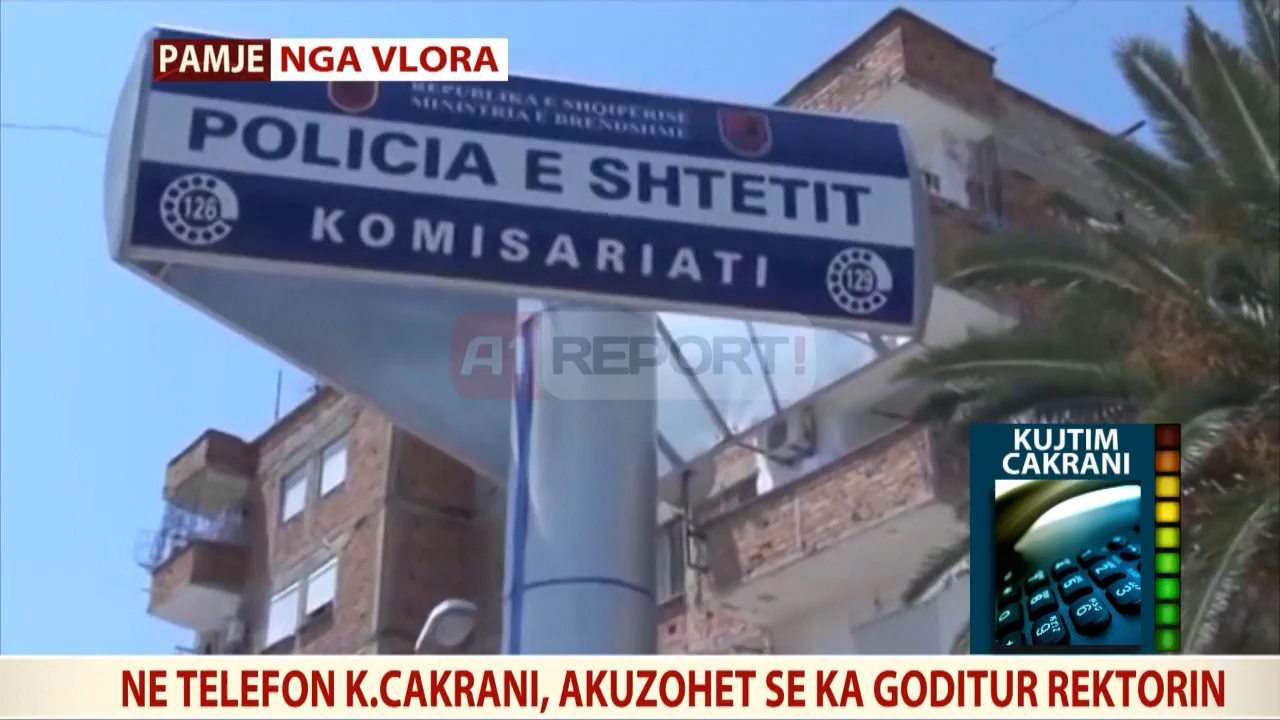 PAMJE NGA VLORA
REPUBLIKA E SHQIPERISE
MINISTRIA E BRENDSHME
POLICIA E SHTETIT
126
KOMISARIATI
129
A1 REPORT!
KUJTIM
CAKRANI
NE TELEFON K.CAKRANI, AKUZOHET SE KA GODITUR REKTORIN